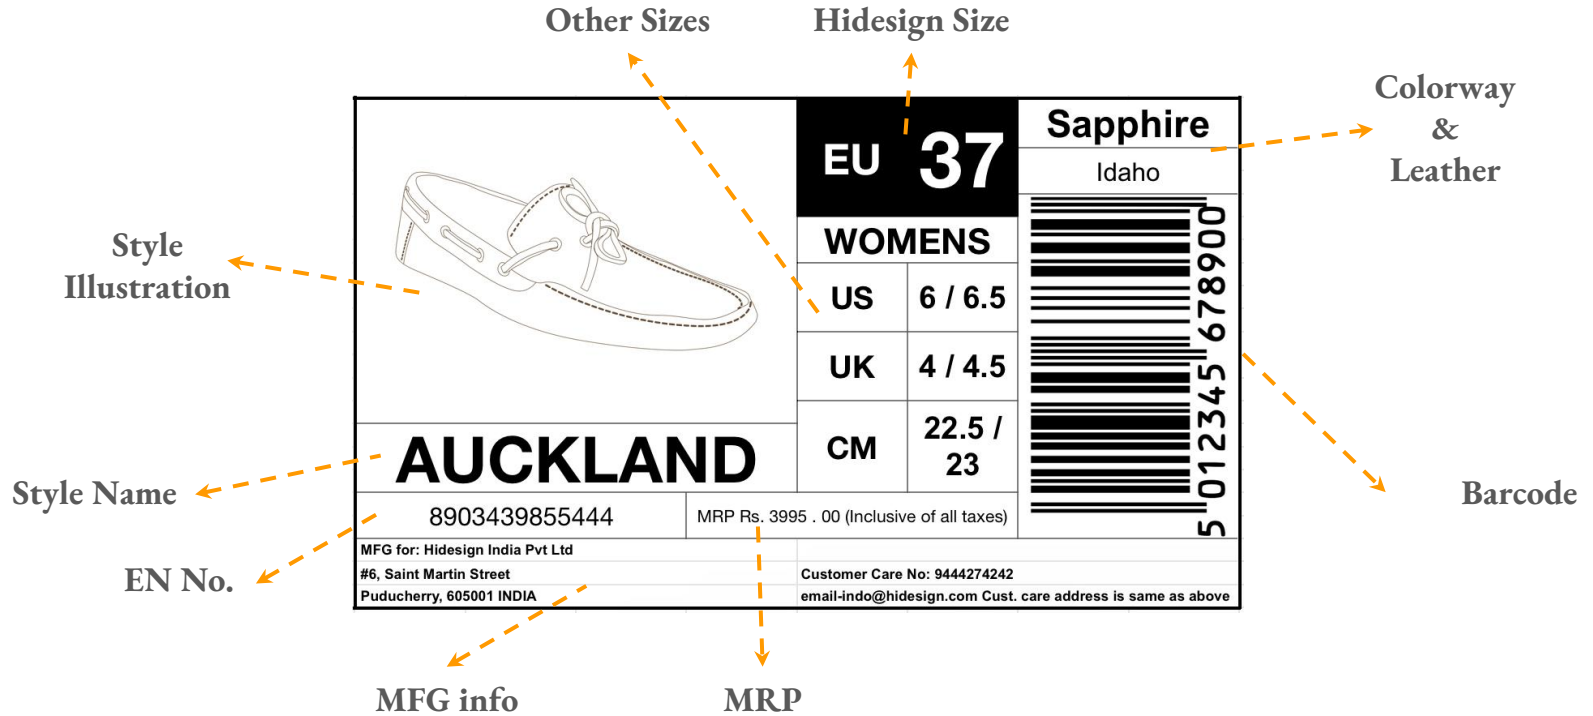 Other Sizes
Hidesign Size
Colorway
&
Leather
Style
Illustration
Style Name
EN No.
MFG info
MRP
Barcode
EU 37
WOMENS
US 6 / 6.5
UK 4 / 4.5
CM 22.5 /
23
Sapphire
Idaho
5 012345 678900
AUCKLAND
8903439855444
MRP Rs. 3995 . 00 (Inclusive of all taxes)
MFG for: Hidesign India Pvt Ltd
#6, Saint Martin Street
Puducherry, 605001 INDIA
Customer Care No: 9444274242
email-indo@hidesign.com Cust. care address is same as above